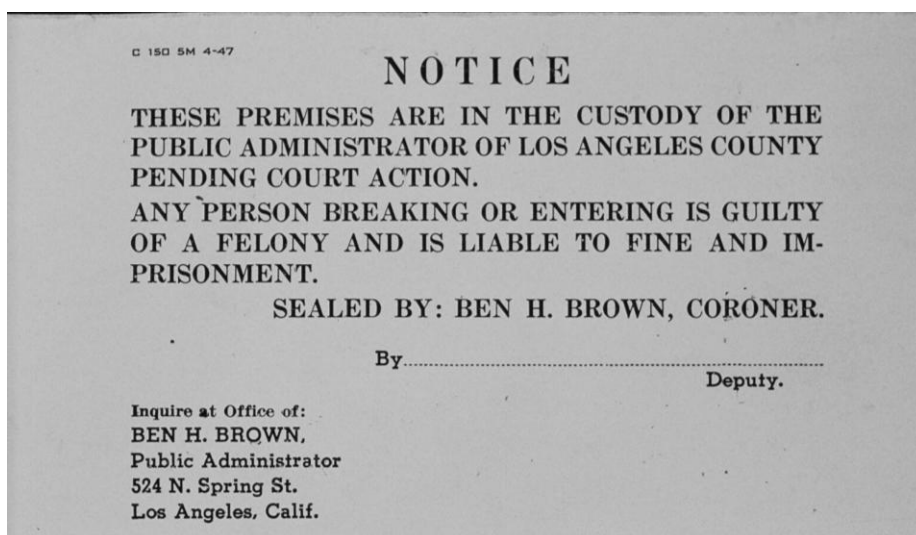 C 150 5M 4-47
NOTICE
THESE PREMISES ARE IN THE CUSTODY OF THE
PUBLIC ADMINISTRATOR OF LOS ANGELES COUNTY
PENDING COURT ACTION.
ANY PERSON BREAKING OR ENTERING IS GUILTY
OF A FELONY AND IS LIABLE TO FINE AND IM-
PRISONMENT.
SEALED BY: BEN H. BROWN, CORONER.
By........................................
Deputy.
Inquire at Office of:
BEN H. BROWN,
Public Administrator
524 N. Spring St.
Los Angeles, Calif.